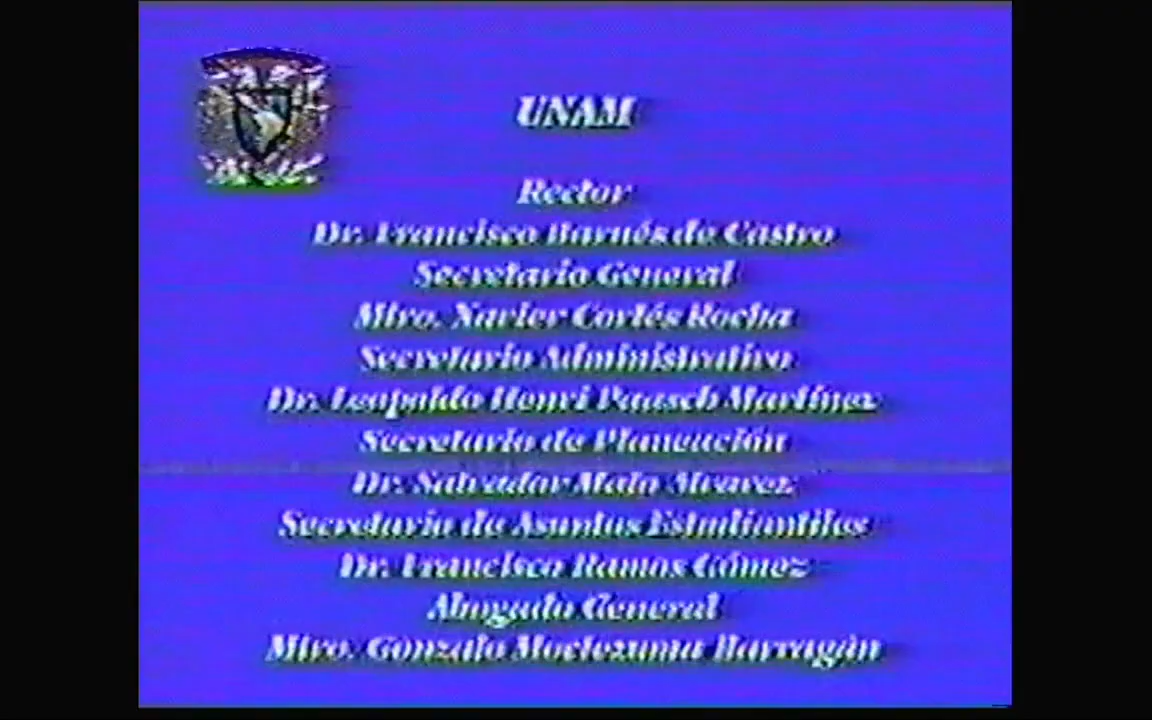 UNAM
Rector
Dr. Francisco Barnés de Castro
Secretario General
Mtro. Xavier Cortés Rocha
Secretario Administrativo
Dr. Leopaldo Henri Paasch Martínez
Secretario de Planeación
Dr. Salvador Malo Alvarez
Secretario de Asuntos Estudiantiles
Dr. Francisco Ramos Gómez
Abogado General
Mtro. Gonzalo Moctezuma Barragán